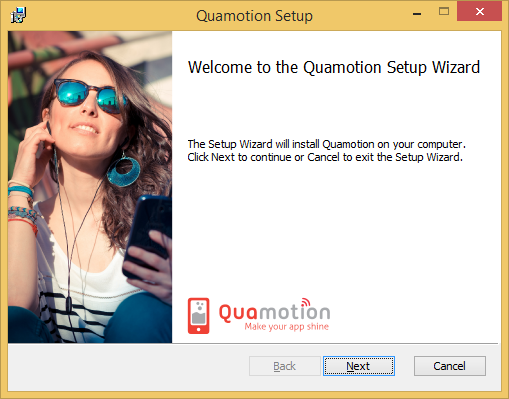 Quamotion Setup
Welcome to the Quamotion Setup Wizard
The Setup Wizard will install Quamotion on your computer.
Click Next to continue or Cancel to exit the Setup Wizard.
Quamotion
Make your app shine
Back
Next
Cancel